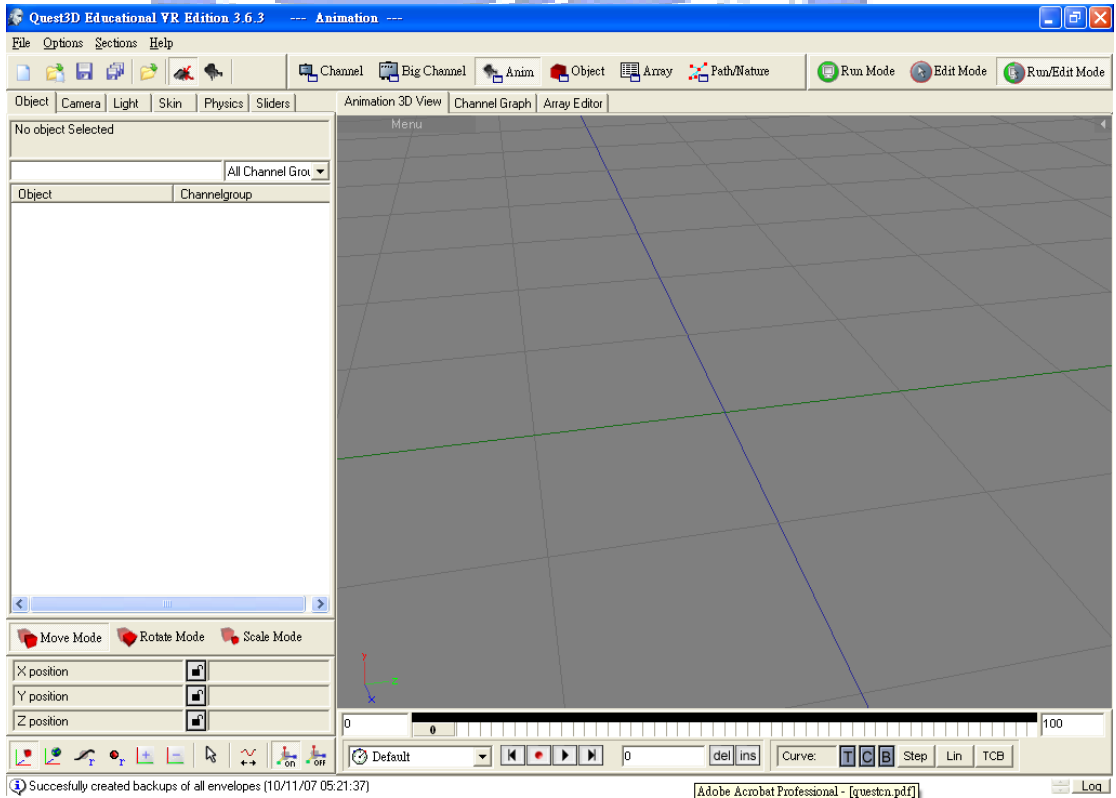 Quest3D Educational VR Edition 3.6.3 --- Animation ---
File Options Sections Help
Channel Big Channel Anim Object Array Path/Nature Run Mode Edit Mode Run/Edit Mode
Object Camera Light Skin Physics Sliders Animation 3D View Channel Graph Array Editor
No object Selected
Menu
All Channel Grou
Object Channelgroup
Move Mode Rotate Mode Scale Mode
X position
Y position
Z position
y
z
x
0 0 100
on OFF Default 0 del ins Curve: T C B Step Lin TCB
Succesfully created backups of all envelopes (10/11/07 05:21:37) Adobe Acrobat Professional - [questcn.pdf] Log